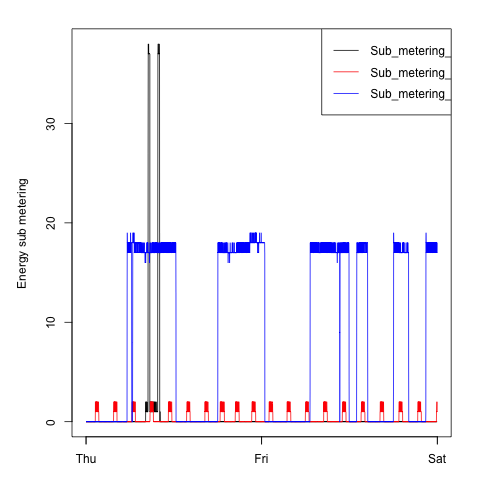 Sub_metering_
Sub_metering_
Sub_metering_
Energy sub metering
30
20
10
0
Thu Fri Sat